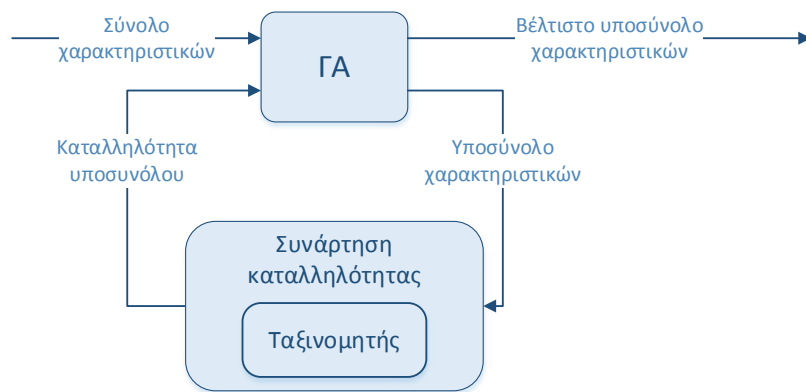 Σύνολο
χαρακτηριστικών
ΓΑ
Βέλτιστο υποσύνολο
χαρακτηριστικών
Καταλληλότητα
υποσυνόλου
Υποσύνολο
χαρακτηριστικών
Συνάρτηση
καταλληλότητας
Ταξινομητής